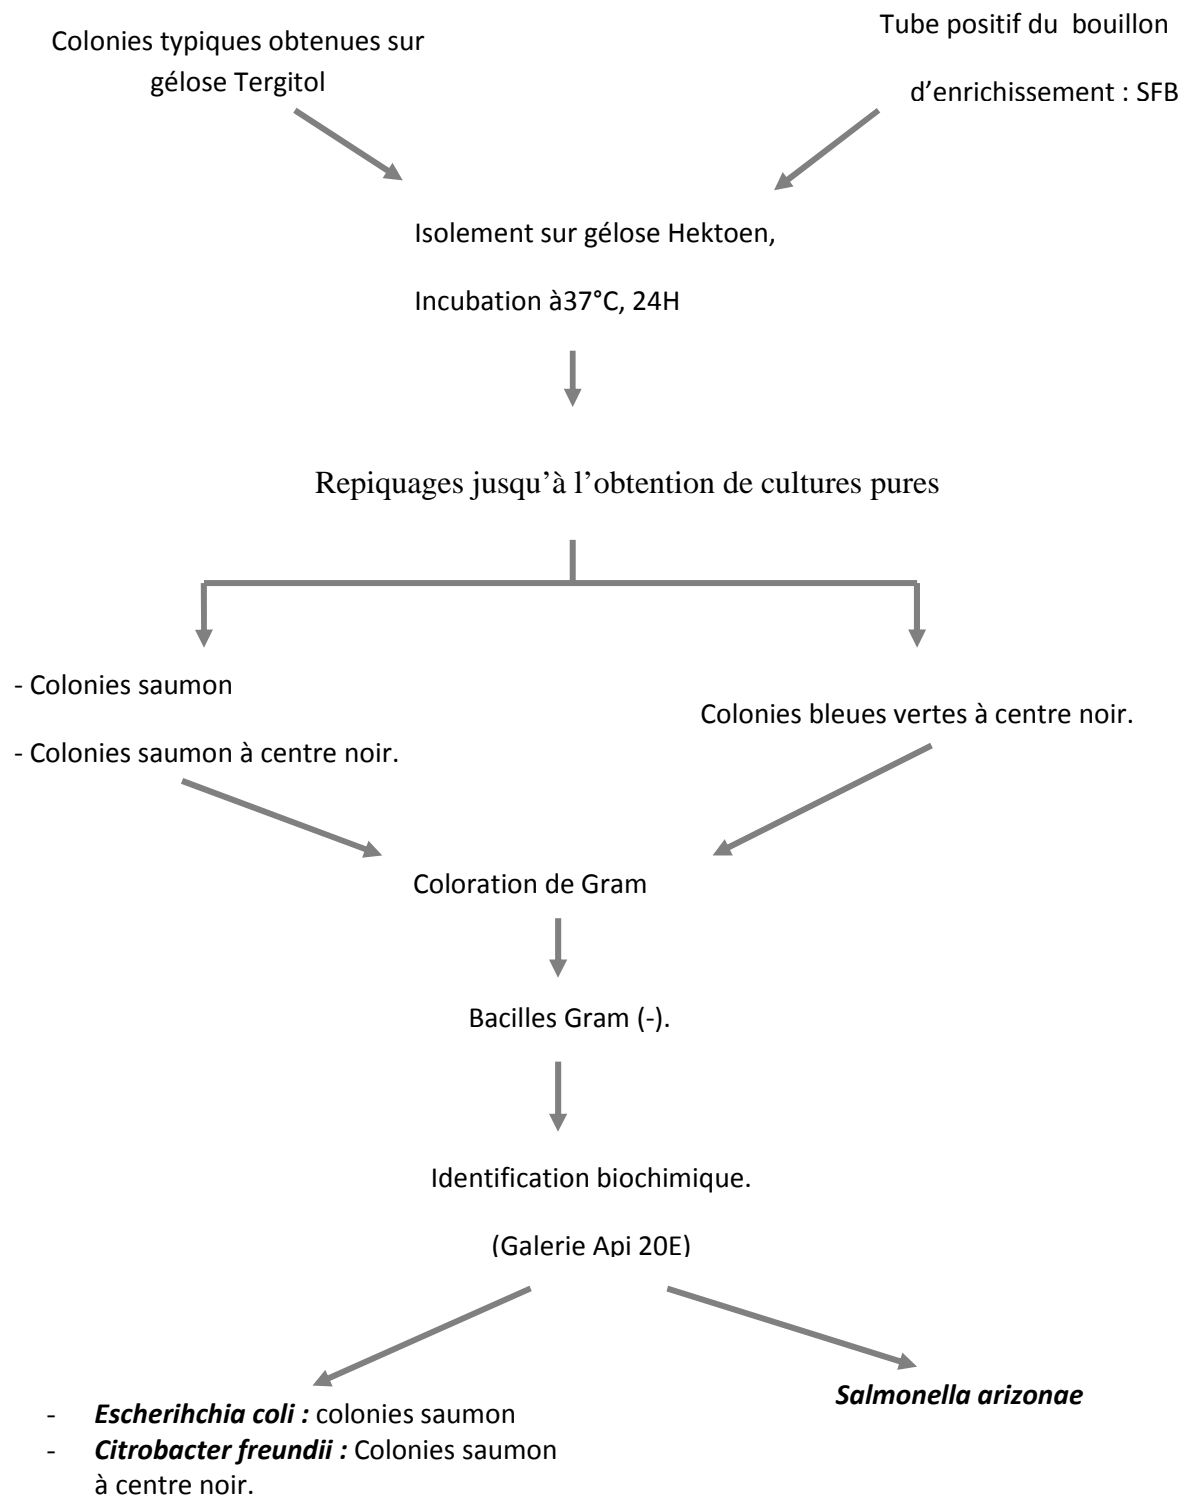 Colonies typiques obtenues sur
gélose Tergitol
Tube positif du bouillon
d’enrichissement : SFB
Isolement sur gélose Hektoen,
Incubation à37°C, 24H
Repiquages jusqu’à l’obtention de cultures pures
- Colonies saumon
- Colonies saumon à centre noir.
Colonies bleues vertes à centre noir.
Coloration de Gram
Bacilles Gram (-).
Identification biochimique.
(Galerie Api 20E)
- Escherihchia coli : colonies saumon
- Citrobacter freundii : Colonies saumon
à centre noir.
Salmonella arizonae